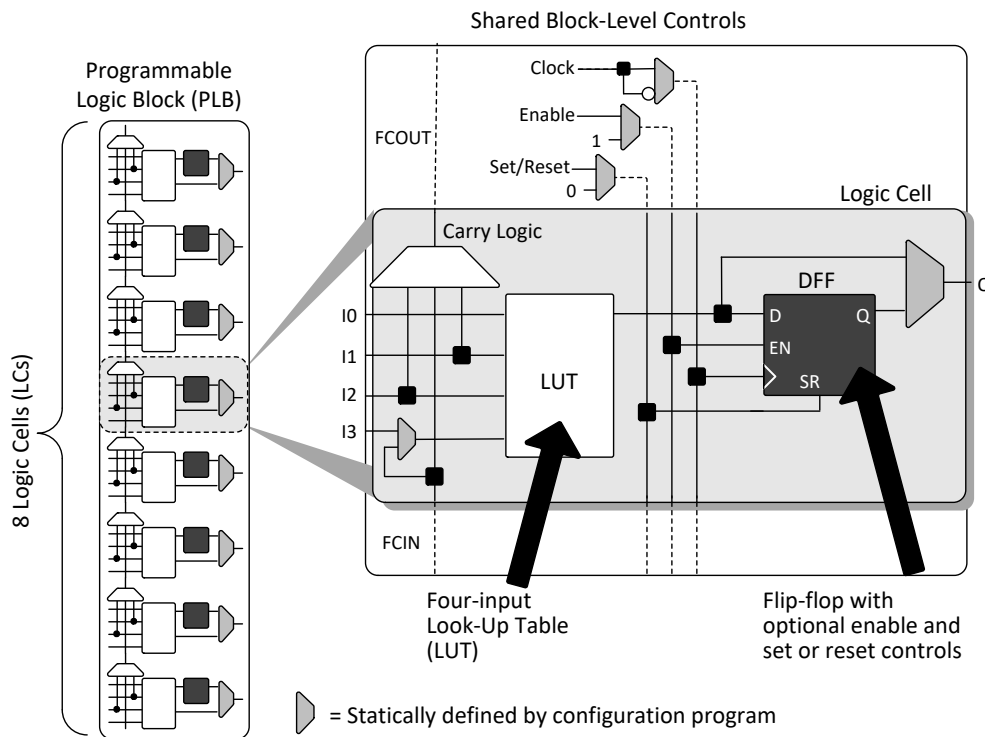 Shared Block-Level Controls
Programmable
Logic Block (PLB)
8 Logic Cells (LCs)
Clock
Enable
1
Set/Reset
0
FCOUT
Logic Cell
Carry Logic
I0
I1
I2
I3
LUT
DFF
D
Q
EN
SR
O
FCIN
Four-input
Look-Up Table
(LUT)
Flip-flop with
optional enable and
set or reset controls
= Statically defined by configuration program